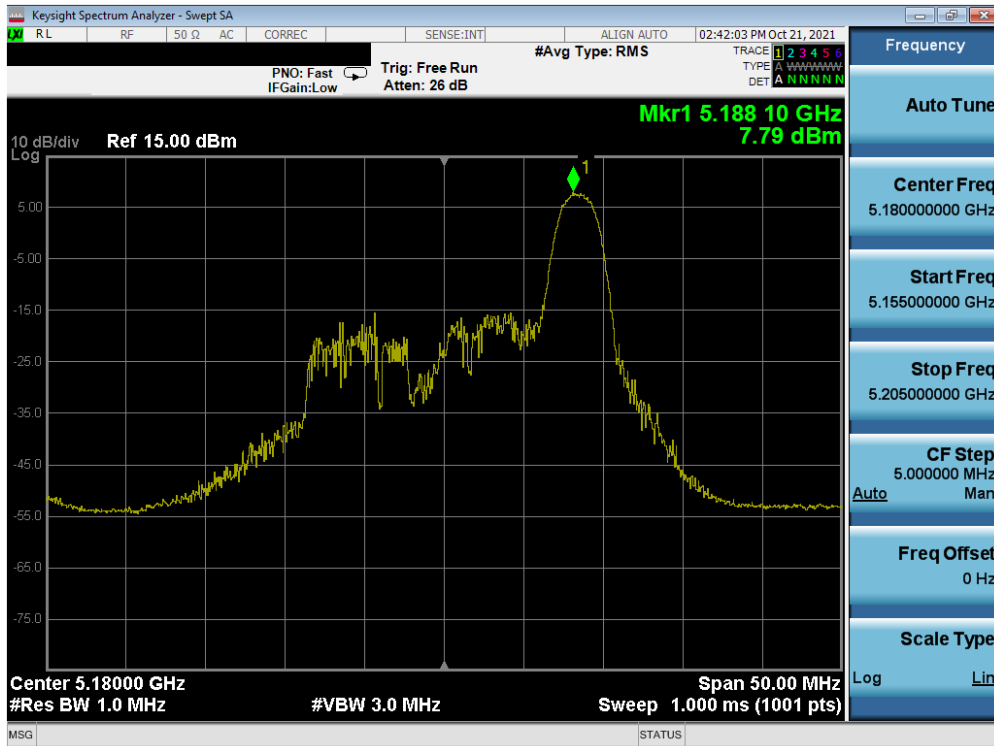 Keysight Spectrum Analyzer - Swept SA
LXI RL RF 50 Ω AC CORREC SENSE:INT ALIGN AUTO 02:42:03 PM Oct 21, 2021
#Avg Type: RMS
TRACE 1 2 3 4 5 6
PNO: Fast Trig: Free Run
TYPE A WWWWW
IFGain:Low Atten: 26 dB
DET A N N N N N
Mkr1 5.188 10 GHz
7.79 dBm
10 dB/div Ref 15.00 dBm
Log
1
5.00
-5.00
-15.0
-25.0
-35.0
-45.0
-55.0
-65.0
-75.0
Center 5.18000 GHz Span 50.00 MHz
#Res BW 1.0 MHz #VBW 3.0 MHz Sweep 1.000 ms (1001 pts)
MSG STATUS
Frequency
Auto Tune
Center Freq
5.180000000 GHz
Start Freq
5.155000000 GHz
Stop Freq
5.205000000 GHz
CF Step
5.000000 MHz
Auto Man
Freq Offset
0 Hz
Scale Type
Log Lin